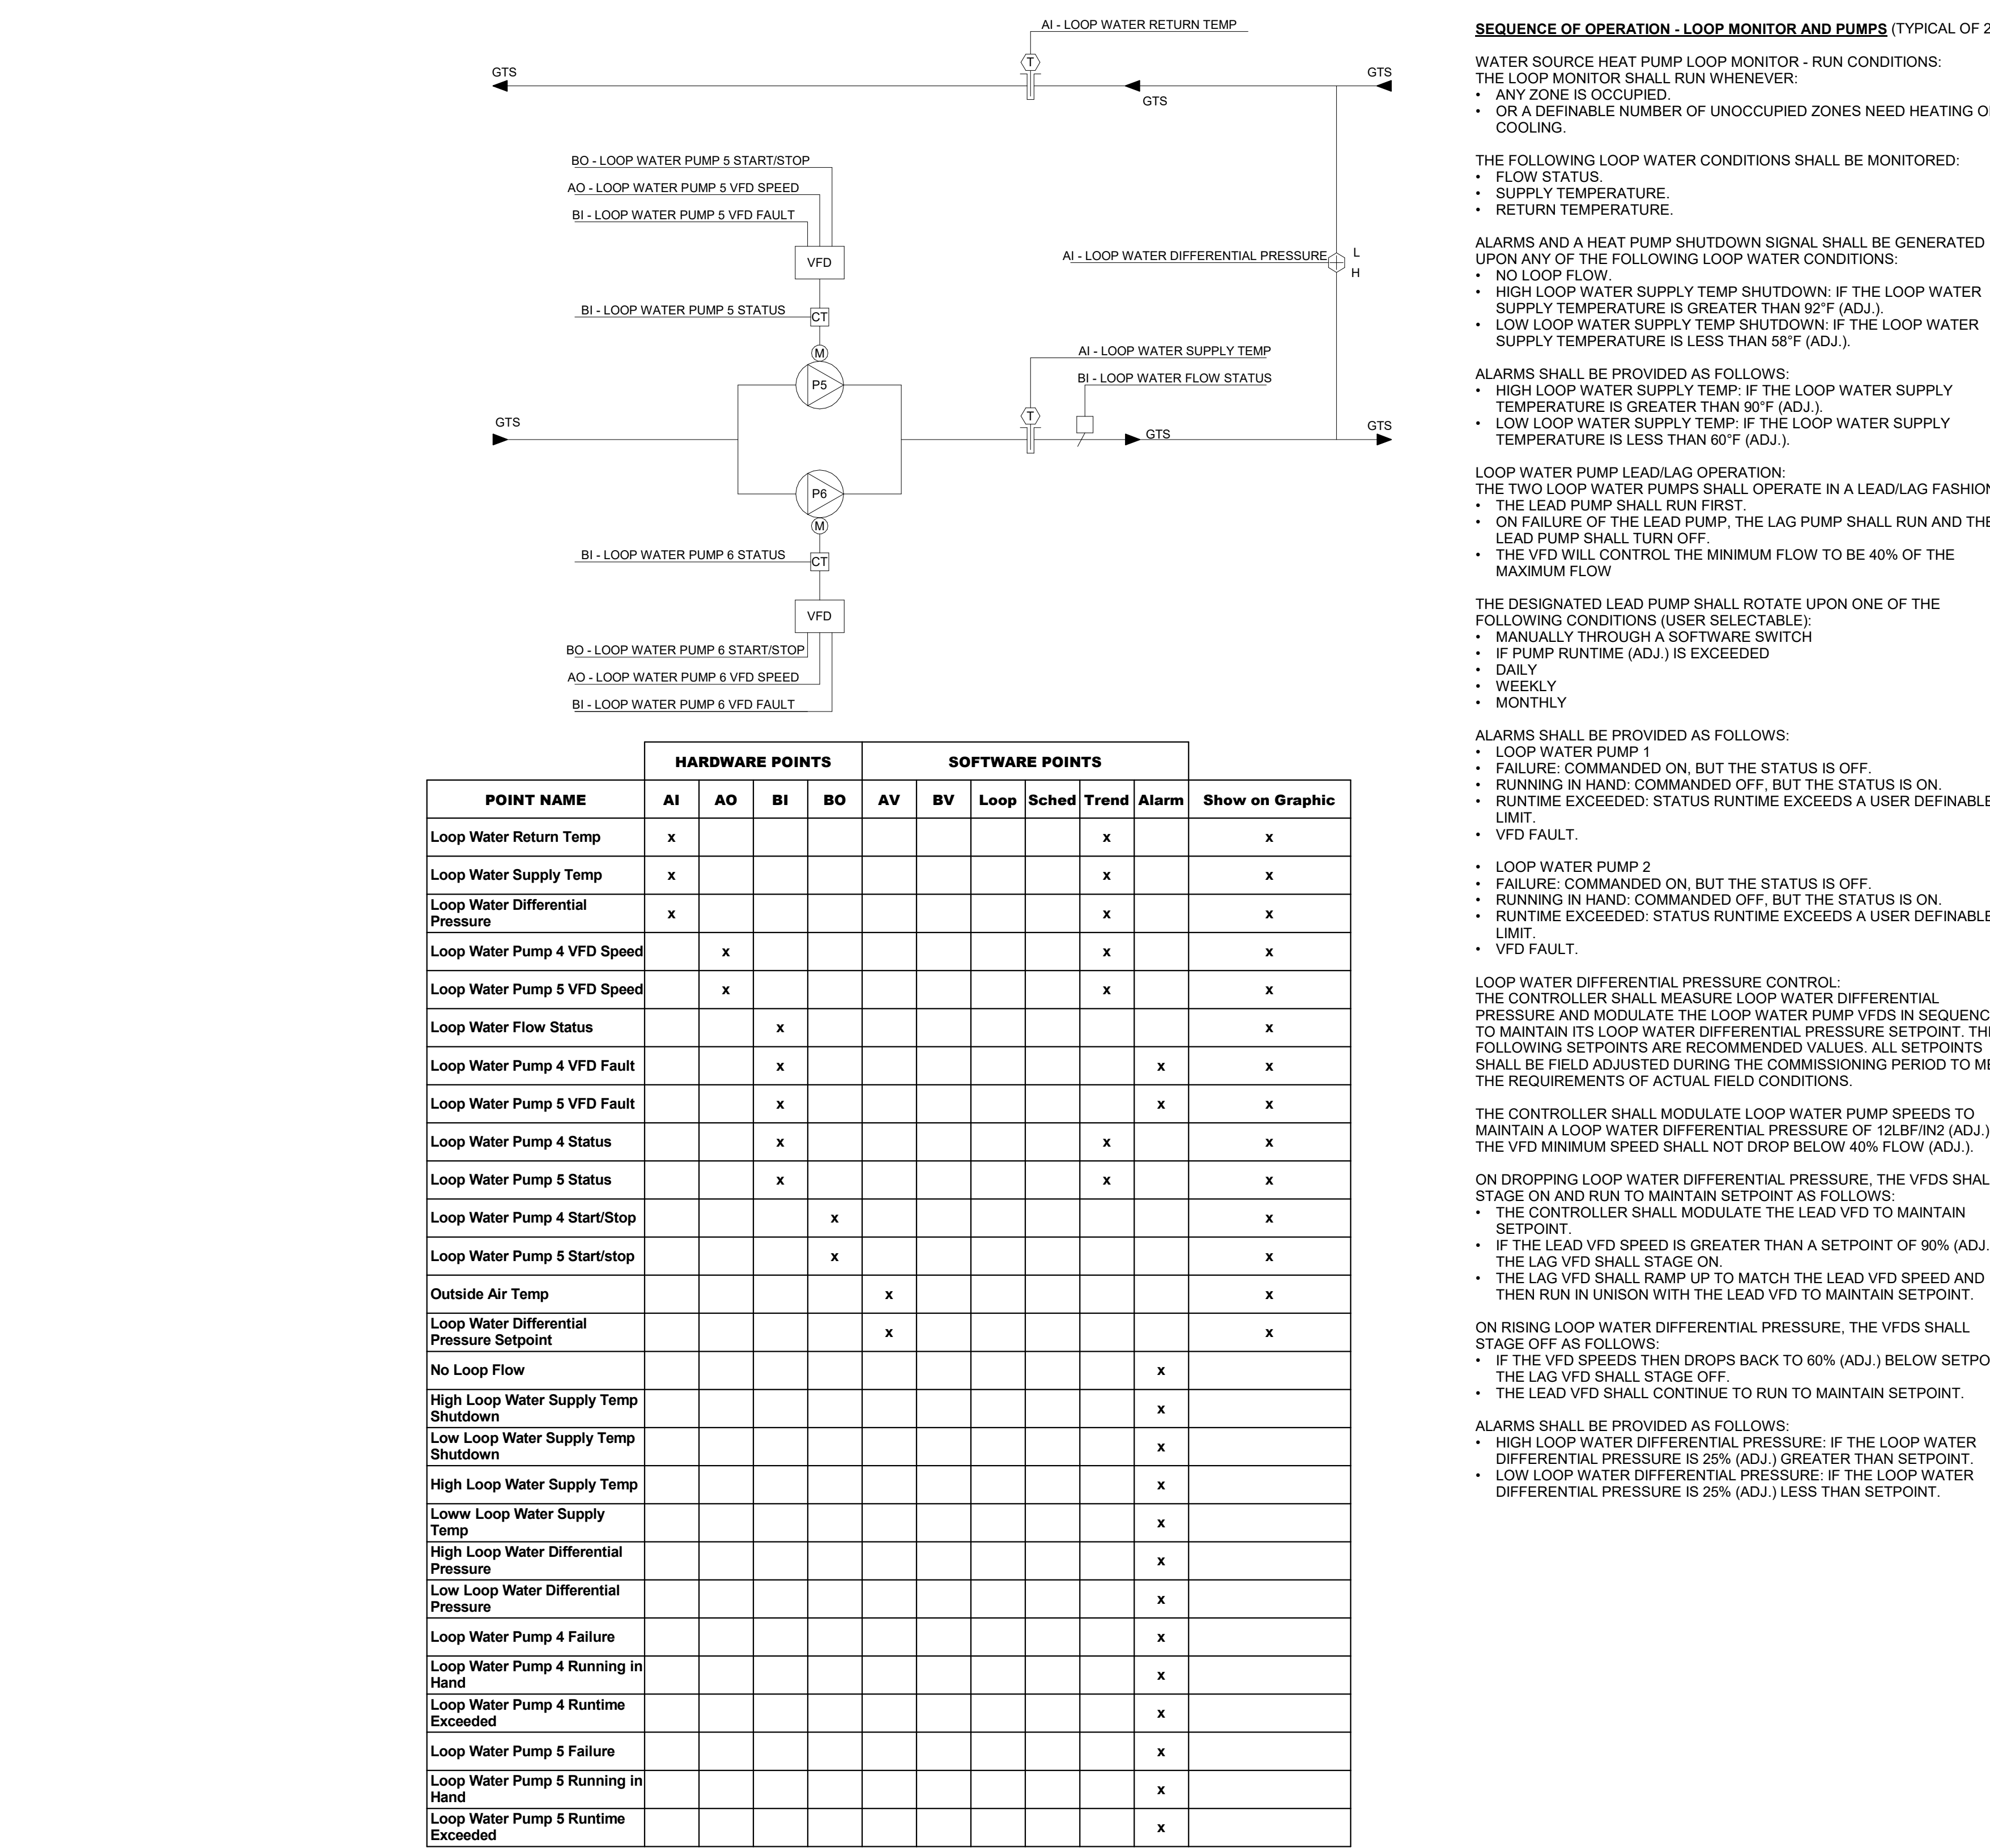 AI - LOOP WATER RETURN TEMP
T
GTS
GTS
GTS
BO - LOOP WATER PUMP 5 START/STOP
AO - LOOP WATER PUMP 5 VFD SPEED
BI - LOOP WATER PUMP 5 VFD FAULT
VFD
AI - LOOP WATER DIFFERENTIAL PRESSURE
L
H
BI - LOOP WATER PUMP 5 STATUS
CT
M
AI - LOOP WATER SUPPLY TEMP
BI - LOOP WATER FLOW STATUS
P5
T
GTS
GTS
GTS
P6
M
BI - LOOP WATER PUMP 6 STATUS
CT
VFD
BO - LOOP WATER PUMP 6 START/STOP
AO - LOOP WATER PUMP 6 VFD SPEED
BI - LOOP WATER PUMP 6 VFD FAULT
HARDWARE POINTS SOFTWARE POINTS
POINT NAME AI AO BI BO AV BV Loop Sched Trend Alarm Show on Graphic
Loop Water Return Temp x x x
Loop Water Supply Temp x x x
Loop Water Differential
Pressure x x x
Loop Water Pump 4 VFD Speed x x x
Loop Water Pump 5 VFD Speed x x x
Loop Water Flow Status x x
Loop Water Pump 4 VFD Fault x x x
Loop Water Pump 5 VFD Fault x x x
Loop Water Pump 4 Status x x x
Loop Water Pump 5 Status x x x
Loop Water Pump 4 Start/Stop x x
Loop Water Pump 5 Start/stop x x
Outside Air Temp x x
Loop Water Differential
Pressure Setpoint x x
No Loop Flow x
High Loop Water Supply Temp
Shutdown x
Low Loop Water Supply Temp
Shutdown x
High Loop Water Supply Temp x
Loww Loop Water Supply
Temp x
High Loop Water Differential
Pressure x
Low Loop Water Differential
Pressure x
Loop Water Pump 4 Failure x
Loop Water Pump 4 Running in
Hand x
Loop Water Pump 4 Runtime
Exceeded x
Loop Water Pump 5 Failure x
Loop Water Pump 5 Running in
Hand x
Loop Water Pump 5 Runtime
Exceeded x
SEQUENCE OF OPERATION - LOOP MONITOR AND PUMPS (TYPICAL OF 2
WATER SOURCE HEAT PUMP LOOP MONITOR - RUN CONDITIONS:
THE LOOP MONITOR SHALL RUN WHENEVER:
• ANY ZONE IS OCCUPIED.
• OR A DEFINABLE NUMBER OF UNOCCUPIED ZONES NEED HEATING
COOLING.
THE FOLLOWING LOOP WATER CONDITIONS SHALL BE MONITORED:
• FLOW STATUS.
• SUPPLY TEMPERATURE.
• RETURN TEMPERATURE.
ALARMS AND A HEAT PUMP SHUTDOWN SIGNAL SHALL BE GENERATED
UPON ANY OF THE FOLLOWING LOOP WATER CONDITIONS:
• NO LOOP FLOW.
• HIGH LOOP WATER SUPPLY TEMP SHUTDOWN: IF THE LOOP WATER
SUPPLY TEMPERATURE IS GREATER THAN 92°F (ADJ.).
• LOW LOOP WATER SUPPLY TEMP SHUTDOWN: IF THE LOOP WATER
SUPPLY TEMPERATURE IS LESS THAN 58°F (ADJ.).
ALARMS SHALL BE PROVIDED AS FOLLOWS:
• HIGH LOOP WATER SUPPLY TEMP: IF THE LOOP WATER SUPPLY
TEMPERATURE IS GREATER THAN 90°F (ADJ.).
• LOW LOOP WATER SUPPLY TEMP: IF THE LOOP WATER SUPPLY
TEMPERATURE IS LESS THAN 60°F (ADJ.).
LOOP WATER PUMP LEAD/LAG OPERATION:
THE TWO LOOP WATER PUMPS SHALL OPERATE IN A LEAD/LAG FASHION
• THE LEAD PUMP SHALL RUN FIRST.
• ON FAILURE OF THE LEAD PUMP, THE LAG PUMP SHALL RUN AND THE
LEAD PUMP SHALL TURN OFF.
• THE VFD WILL CONTROL THE MINIMUM FLOW TO BE 40% OF THE
MAXIMUM FLOW
THE DESIGNATED LEAD PUMP SHALL ROTATE UPON ONE OF THE
FOLLOWING CONDITIONS (USER SELECTABLE):
• MANUALLY THROUGH A SOFTWARE SWITCH
• IF PUMP RUNTIME (ADJ.) IS EXCEEDED
• DAILY
• WEEKLY
• MONTHLY
ALARMS SHALL BE PROVIDED AS FOLLOWS:
• LOOP WATER PUMP 1
• FAILURE: COMMANDED ON, BUT THE STATUS IS OFF.
• RUNNING IN HAND: COMMANDED OFF, BUT THE STATUS IS ON.
• RUNTIME EXCEEDED: STATUS RUNTIME EXCEEDS A USER DEFINABLE
LIMIT.
• VFD FAULT.
• LOOP WATER PUMP 2
• FAILURE: COMMANDED ON, BUT THE STATUS IS OFF.
• RUNNING IN HAND: COMMANDED OFF, BUT THE STATUS IS ON.
• RUNTIME EXCEEDED: STATUS RUNTIME EXCEEDS A USER DEFINABLE
LIMIT.
• VFD FAULT.
LOOP WATER DIFFERENTIAL PRESSURE CONTROL:
THE CONTROLLER SHALL MEASURE LOOP WATER DIFFERENTIAL
PRESSURE AND MODULATE THE LOOP WATER PUMP VFDS IN SEQUENC
TO MAINTAIN ITS LOOP WATER DIFFERENTIAL PRESSURE SETPOINT. TH
FOLLOWING SETPOINTS ARE RECOMMENDED VALUES. ALL SETPOINTS
SHALL BE FIELD ADJUSTED DURING THE COMMISSIONING PERIOD TO M
THE REQUIREMENTS OF ACTUAL FIELD CONDITIONS.
THE CONTROLLER SHALL MODULATE LOOP WATER PUMP SPEEDS TO
MAINTAIN A LOOP WATER DIFFERENTIAL PRESSURE OF 12LBF/IN2 (ADJ.)
THE VFD MINIMUM SPEED SHALL NOT DROP BELOW 40% FLOW (ADJ.).
ON DROPPING LOOP WATER DIFFERENTIAL PRESSURE, THE VFDS SHAL
STAGE ON AND RUN TO MAINTAIN SETPOINT AS FOLLOWS:
• THE CONTROLLER SHALL MODULATE THE LEAD VFD TO MAINTAIN
SETPOINT.
• IF THE LEAD VFD SPEED IS GREATER THAN A SETPOINT OF 90% (ADJ.
THE LAG VFD SHALL STAGE ON.
• THE LAG VFD SHALL RAMP UP TO MATCH THE LEAD VFD SPEED AND
THEN RUN IN UNISON WITH THE LEAD VFD TO MAINTAIN SETPOINT.
ON RISING LOOP WATER DIFFERENTIAL PRESSURE, THE VFDS SHALL
STAGE OFF AS FOLLOWS:
• IF THE VFD SPEEDS THEN DROPS BACK TO 60% (ADJ.) BELOW SETPO
THE LAG VFD SHALL STAGE OFF.
• THE LEAD VFD SHALL CONTINUE TO RUN TO MAINTAIN SETPOINT.
ALARMS SHALL BE PROVIDED AS FOLLOWS:
• HIGH LOOP WATER DIFFERENTIAL PRESSURE: IF THE LOOP WATER
DIFFERENTIAL PRESSURE IS 25% (ADJ.) GREATER THAN SETPOINT.
• LOW LOOP WATER DIFFERENTIAL PRESSURE: IF THE LOOP WATER
DIFFERENTIAL PRESSURE IS 25% (ADJ.) LESS THAN SETPOINT.